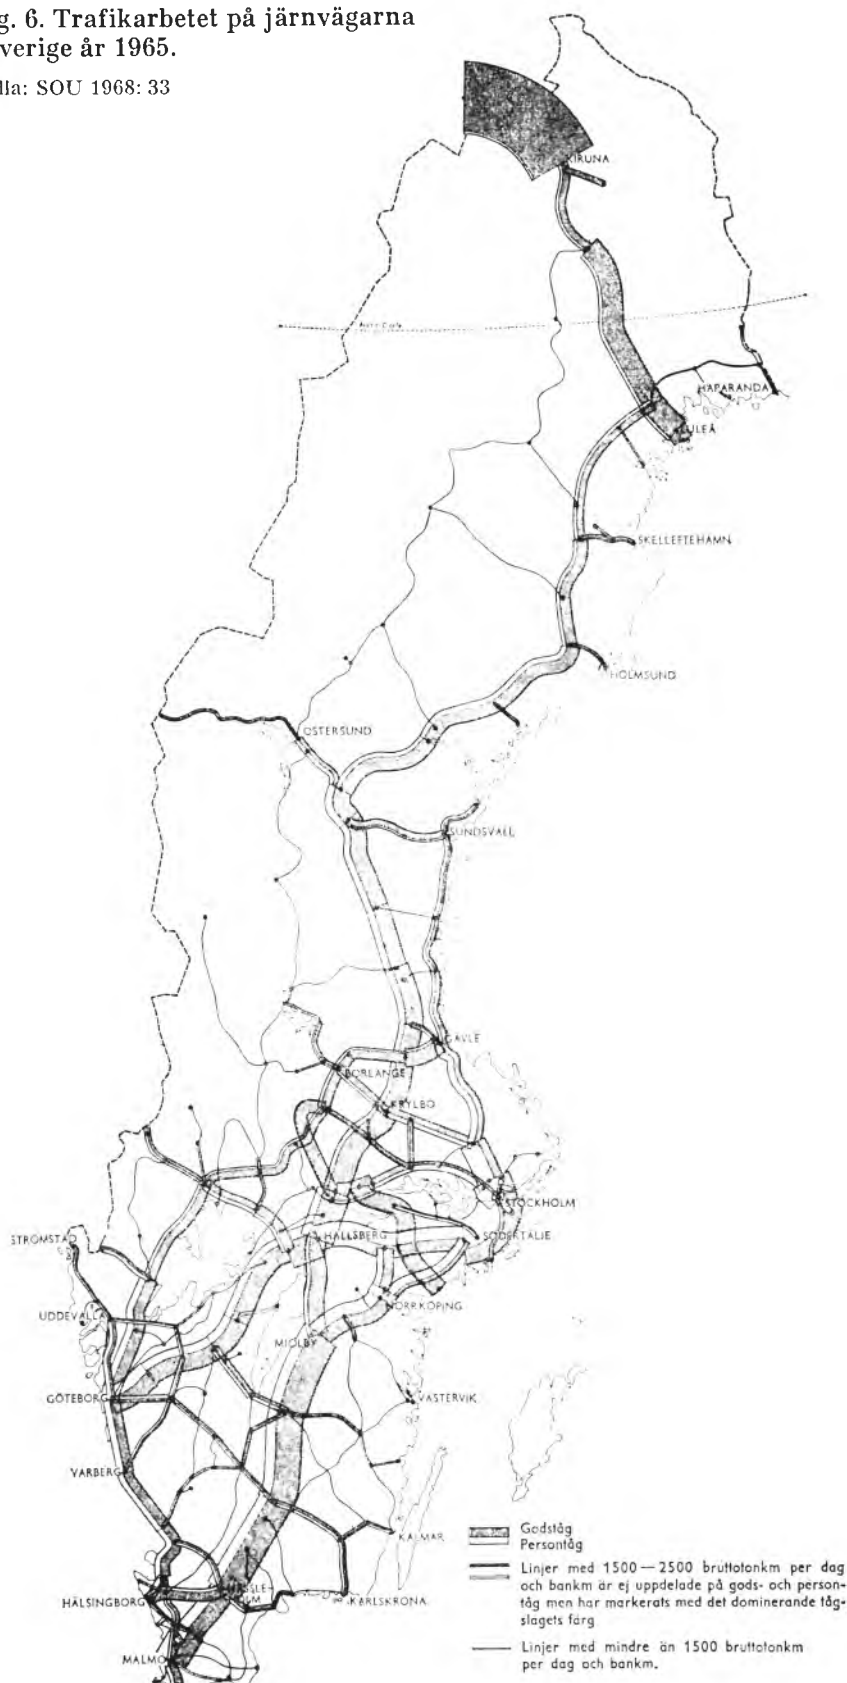 g. 6. Trafikarbetet på järnvägarna
verige år 1965.
lla: SOU 1968: 33
KIRUNA
HAPARANDA
ULEÅ
SKELLEFTEHAMN
HOLMSUND
ÖSTERSUND
SUNDSVALL
GÄVLE
BORLÄNGE
KRYLBO
STOCKHOLM
STRÖMSTAD
HALLSBERG
SÖDERTÄLJE
UDDEVALLA
NORRKÖPING
MJÖLBY
GÖTEBORG
VÄSTERVIK
VARBERG
KALMAR
HÄSSLE-
HOLM
HÄLSINGBORG
KARLSKRONA
MALMÖ
Godståg
Persontåg
Linjer med 1500—2500 bruttotonkm per dag
och bankm är ej uppdelade på gods- och person-
tåg men har markerats med det dominerande tåg-
slagets färg
Linjer med mindre än 1500 bruttotonkm
per dag och bankm.